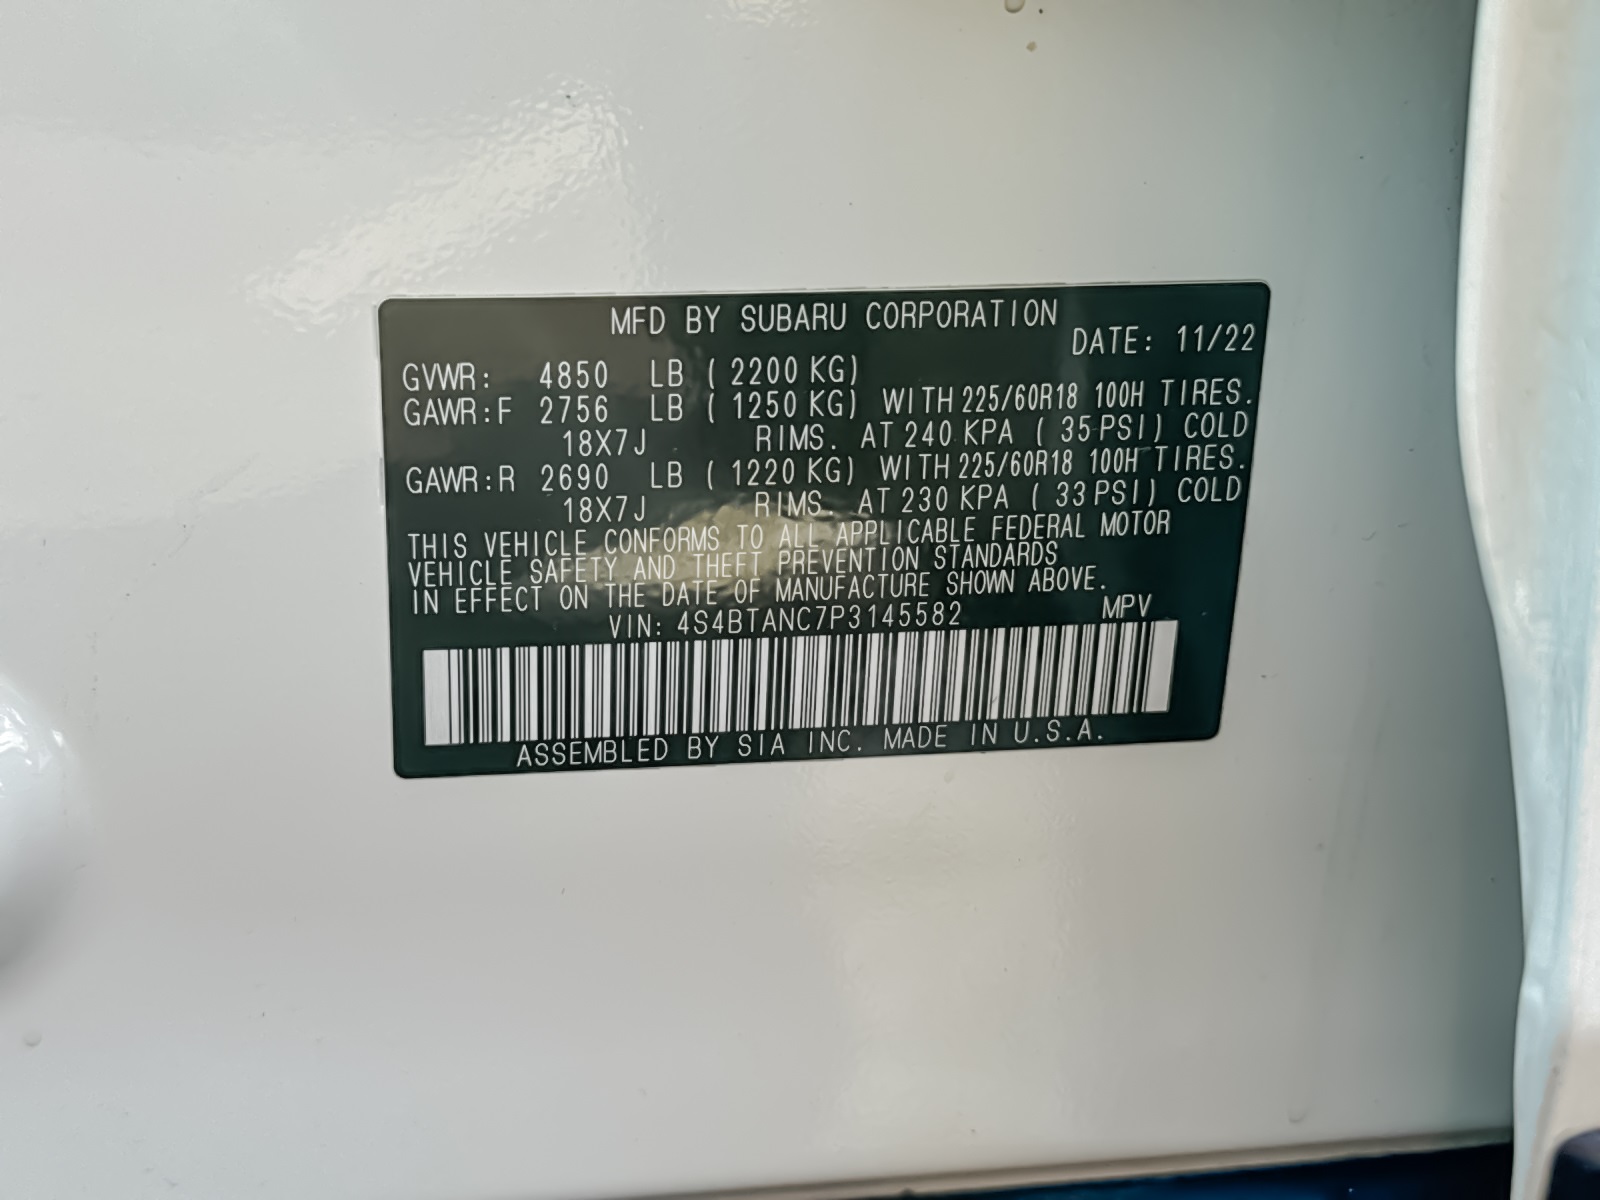 MFD BY SUBARU CORPORATION
DATE: 11/22
GVWR: 4850 LB ( 2200 KG)
GAWR:F 2756 LB ( 1250 KG) WITH 225/60R18 100H TIRES.
18X7J RIMS. AT 240 KPA ( 35 PSI) COLD
GAWR:R 2690 LB ( 1220 KG) WITH 225/60R18 100H TIRES.
18X7J RIMS. AT 230 KPA ( 33 PSI) COLD
THIS VEHICLE CONFORMS TO ALL APPLICABLE FEDERAL MOTOR
VEHICLE SAFETY AND THEFT PREVENTION STANDARDS
IN EFFECT ON THE DATE OF MANUFACTURE SHOWN ABOVE.
VIN: 4S4BTANC7P3145582 MPV
ASSEMBLED BY SIA INC. MADE IN U.S.A.